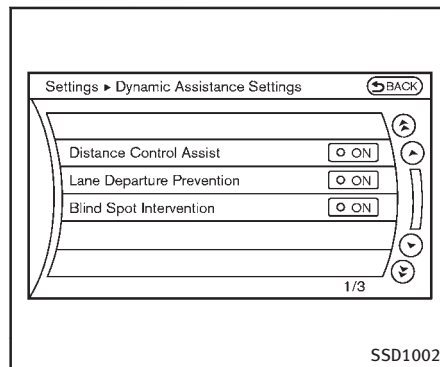 Settings ▸ Dynamic Assistance Settings
BACK
Distance Control Assist ON
Lane Departure Prevention ON
Blind Spot Intervention ON
1/3
SSD1002